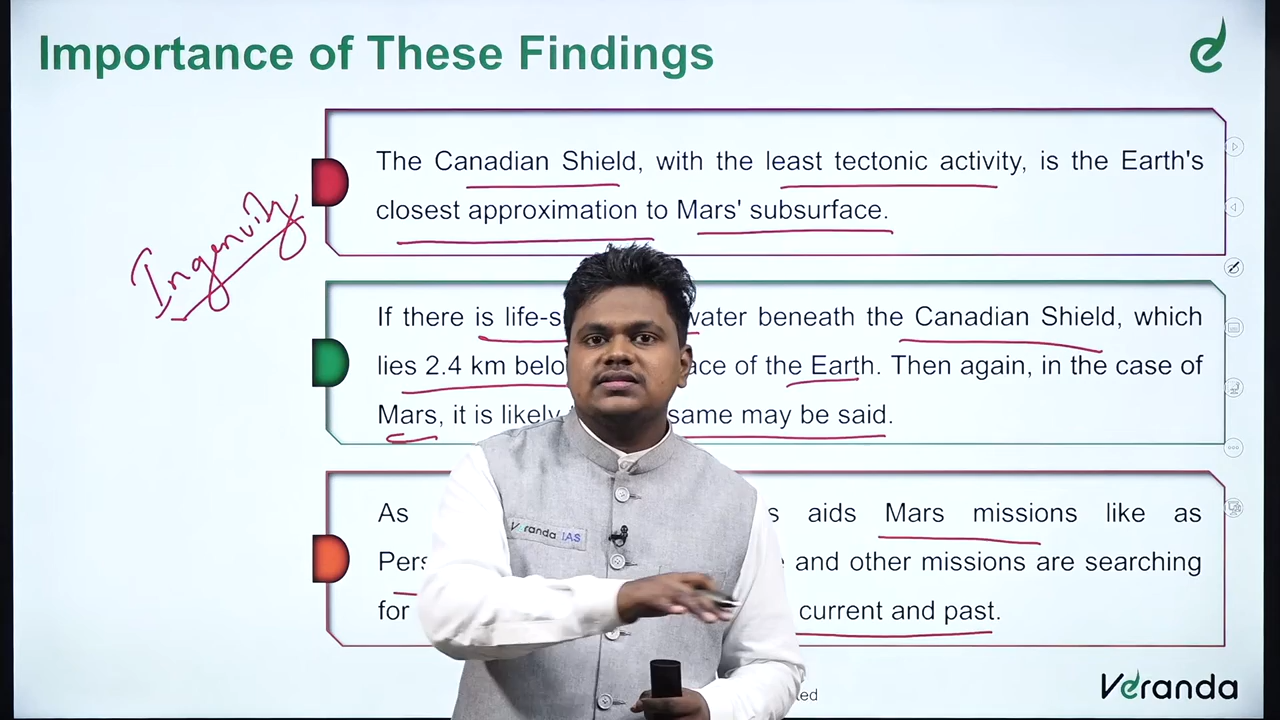 Importance of These Findings
The Canadian Shield, with the least tectonic activity, is the Earth's
closest approximation to Mars' subsurface.
Ingenuity
If there is life-s water beneath the Canadian Shield, which
lies 2.4 km belo ace of the Earth. Then again, in the case of
Mars, it is likely same may be said.
As s aids Mars missions like as
Pers e and other missions are searching
for current and past.
Veranda IAS
ted
Veranda